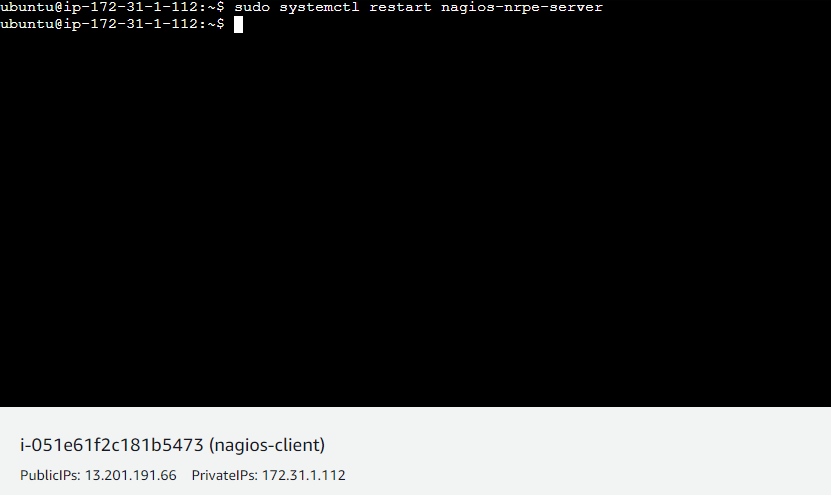 ubuntu@ip-172-31-1-112:~$ sudo systemctl restart nagios-nrpe-server
ubuntu@ip-172-31-1-112:~$
i-051e61f2c181b5473 (nagios-client)
PublicIPs: 13.201.191.66 PrivateIPs: 172.31.1.112